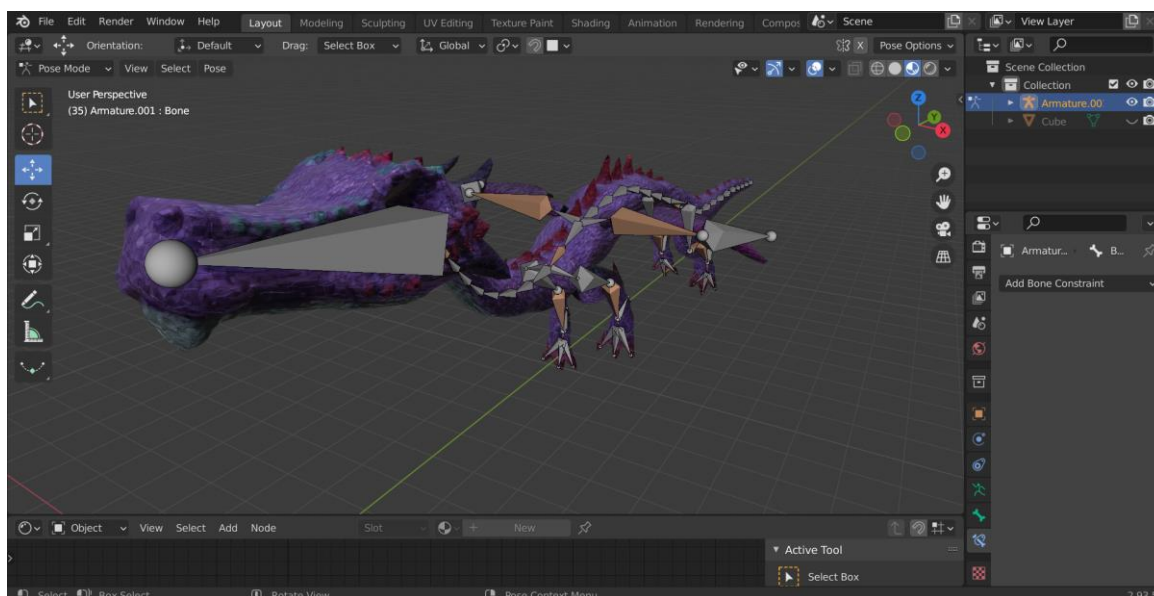 File Edit Render Window Help Layout Modeling Sculpting UV Editing Texture Paint Shading Animation Rendering Compos Scene View Layer
Orientation: Default Drag: Select Box Global X Pose Options
Pose Mode View Select Pose
Scene Collection
Collection
Armature.00
Cube
User Perspective
(35) Armature.001 : Bone
Z
Y
X
Armatur... B...
Add Bone Constraint
Object View Select Add Node Slot New
Active Tool
Select Box
Select Box Select Rotate View Pose Context Menu